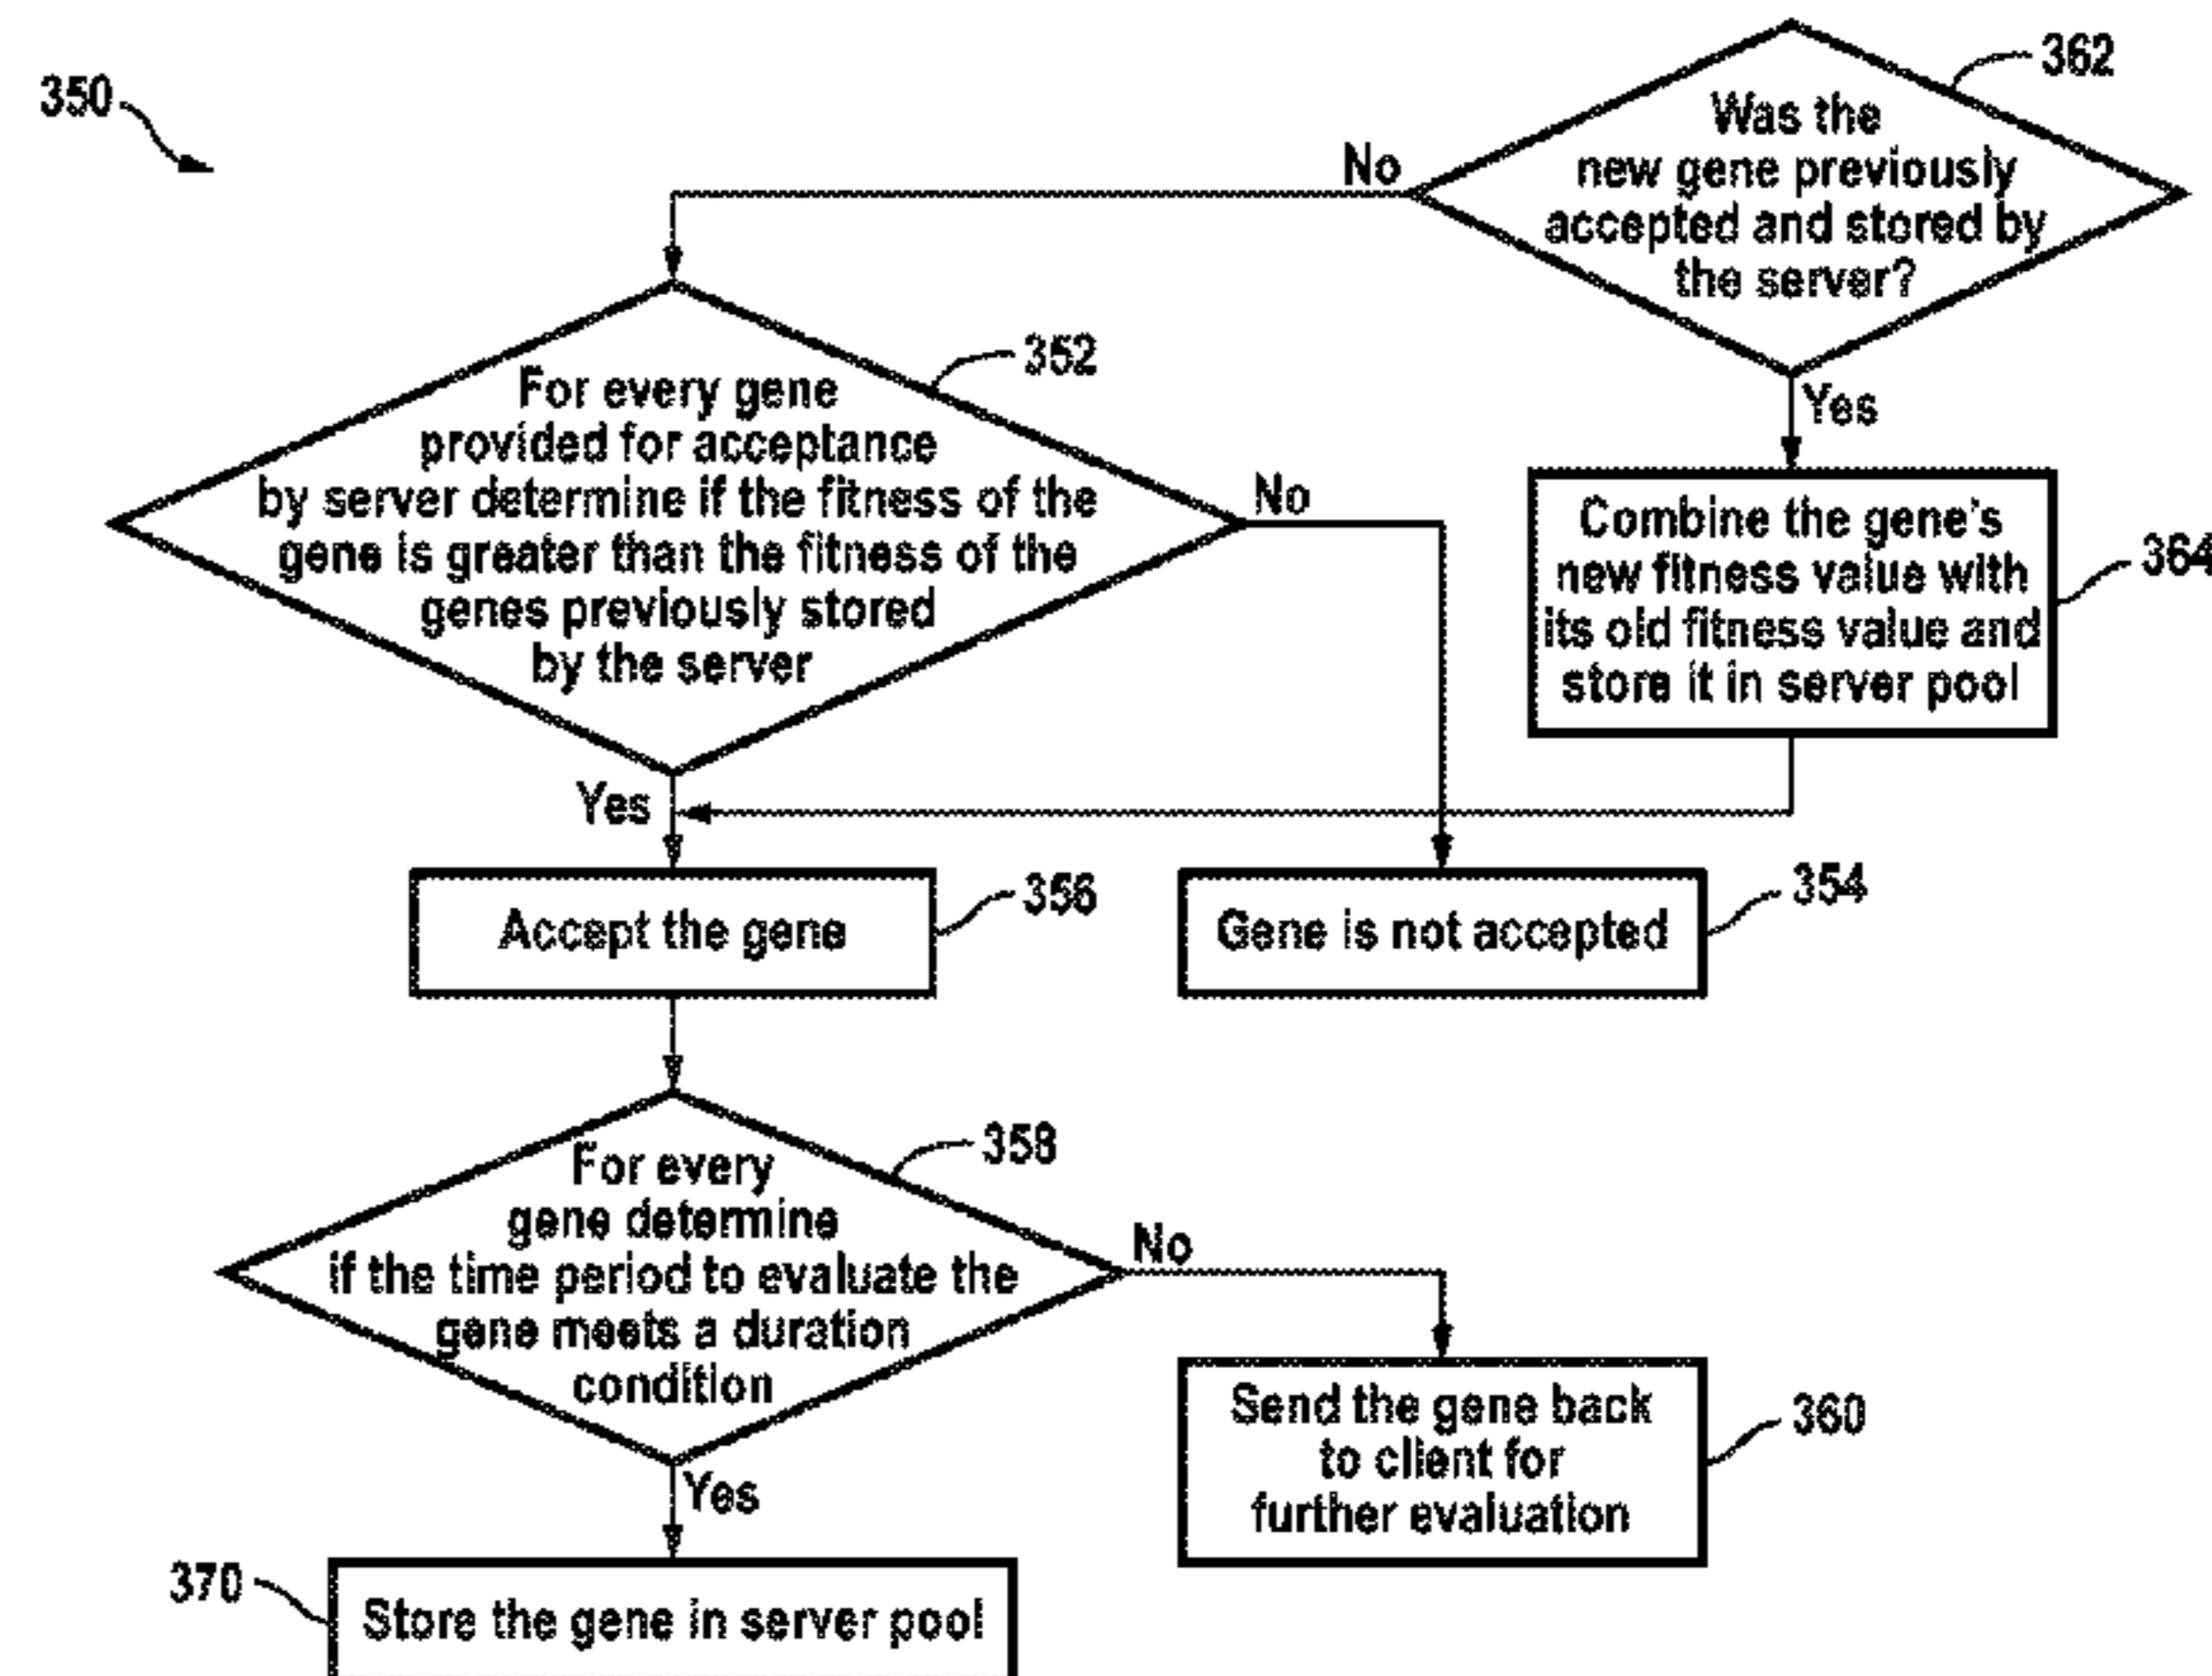 350
362
Was the
new gene previously
accepted and stored by
the server?
No
Yes
352
For every gene
provided for acceptance
by server determine if the fitness of the
gene is greater than the fitness of the
genes previously stored
by the server
No
Yes
Combine the gene's
new fitness value with
its old fitness value and
store it in server pool
364
Accept the gene
356
Gene is not accepted
354
358
For every
gene determine
if the time period to evaluate the
gene meets a duration
condition
No
Yes
Send the gene back
to client for
further evaluation
360
370
Store the gene in server pool